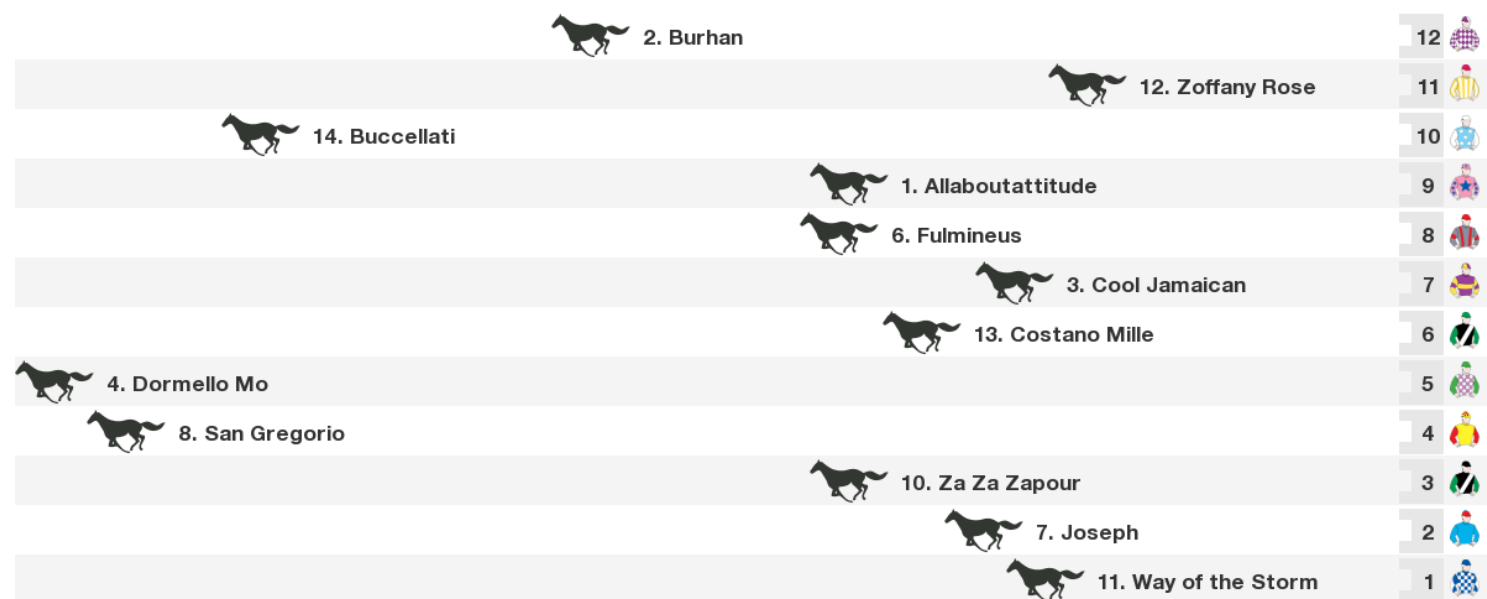 2. Burhan 12
12. Zoffany Rose 11
14. Buccellati 10
1. Allaboutattitude 9
6. Fulmineus 8
3. Cool Jamaican 7
13. Costano Mille 6
4. Dormello Mo 5
8. San Gregorio 4
10. Za Za Zapour 3
7. Joseph 2
11. Way of the Storm 1